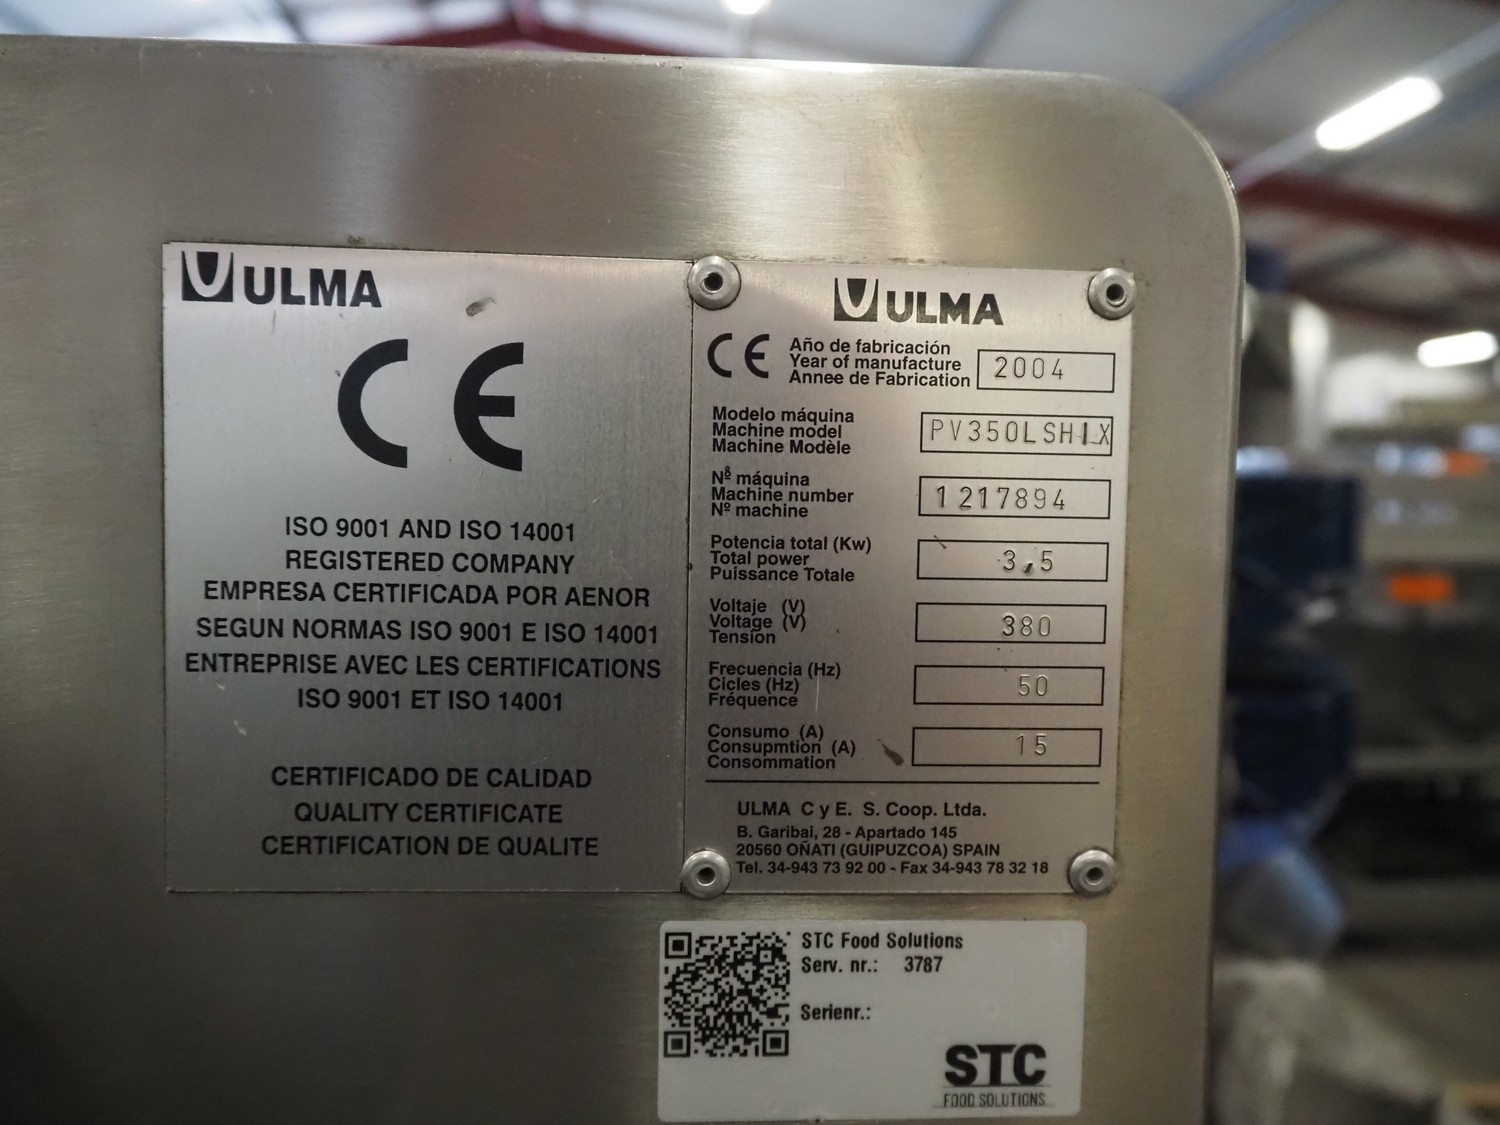 ULMA
CE
ISO 9001 AND ISO 14001
REGISTERED COMPANY
EMPRESA CERTIFICADA POR AENOR
SEGUN NORMAS ISO 9001 E ISO 14001
ENTREPRISE AVEC LES CERTIFICATIONS
ISO 9001 ET ISO 14001
CERTIFICADO DE CALIDAD
QUALITY CERTIFICATE
CERTIFICATION DE QUALITE
ULMA
CE
Año de fabricación
Year of manufacture 2004
Annee de Fabrication
Modelo máquina
Machine model PV350LSHIX
Machine Modèle
Nº máquina
Machine number 1217894
Nº machine
Potencia total (Kw)
Total power 3,5
Puissance Totale
Voltaje (V)
Voltage (V) 380
Tensíon
Frecuencia (Hz)
Cicles (Hz) 50
Fréquence
Consumo (A)
Consupmtion (A) 15
Consommation
ULMA C y E. S. Coop. Ltda.
B. Garibai, 28 - Apartado 145
20560 OÑATI (GUIPUZCOA) SPAIN
Tel. 34-943 73 92 00 - Fax 34-943 78 32 18
STC Food Solutions
Serv. nr.: 3787
Serienr.:
STC
FOOD SOLUTIONS